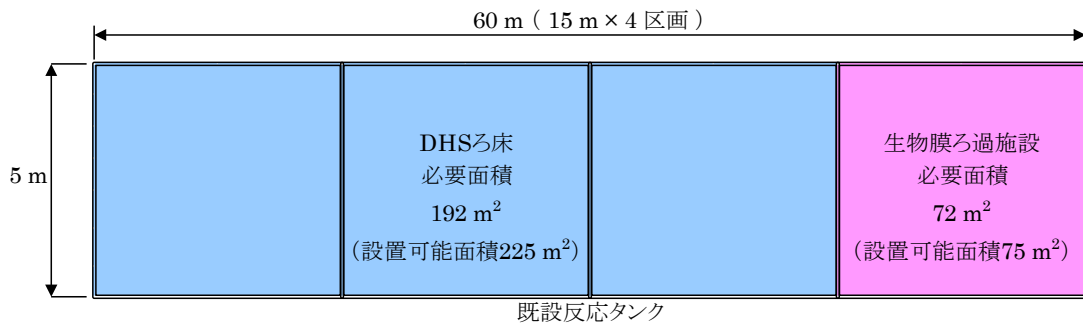 60 m ( 15 m × 4 区画 )
5 m
DHSろ床
必要面積
192 m²
(設置可能面積225 m²)
生物膜ろ過施設
必要面積
72 m²
(設置可能面積75 m²)
既設反応タンク